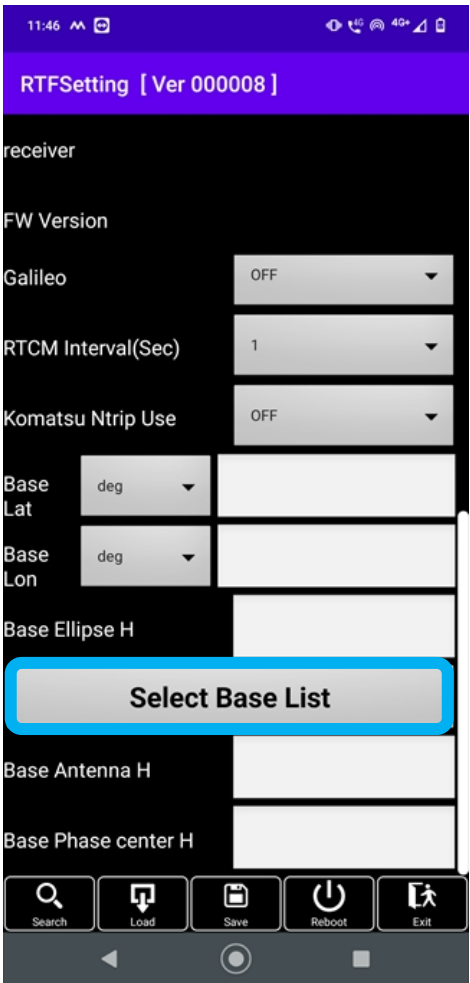 11:46
4G 4G+
RTFSetting [ Ver 000008 ]
receiver
FW Version
Galileo OFF
RTCM Interval(Sec) 1
Komatsu Ntrip Use OFF
Base Lat deg
Base Lon deg
Base Ellipse H
Select Base List
Base Antenna H
Base Phase center H
Search Load Save Reboot Exit